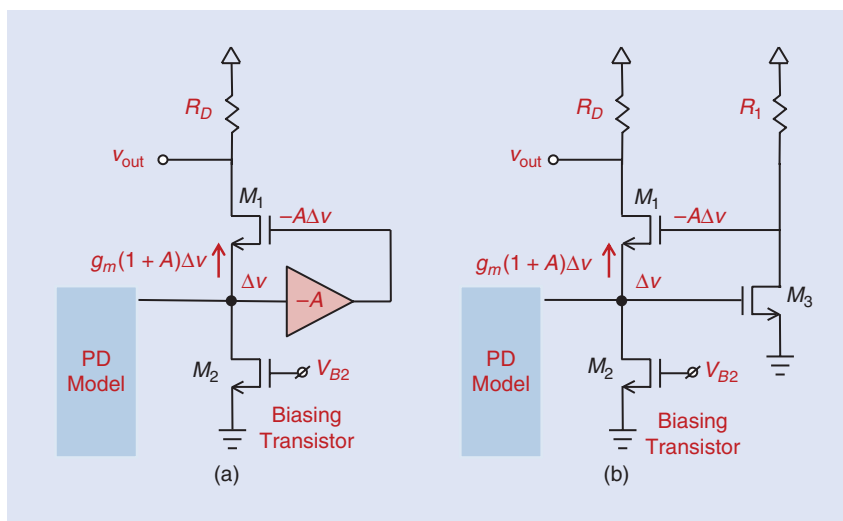 R_D
v_out
M_1
−AΔv
g_m(1 + A)Δv
Δv
−A
PD
Model
M_2
V_B2
Biasing
Transistor
(a)
R_D
R_1
v_out
M_1
−AΔv
g_m(1 + A)Δv
Δv
M_3
PD
Model
M_2
V_B2
Biasing
Transistor
(b)